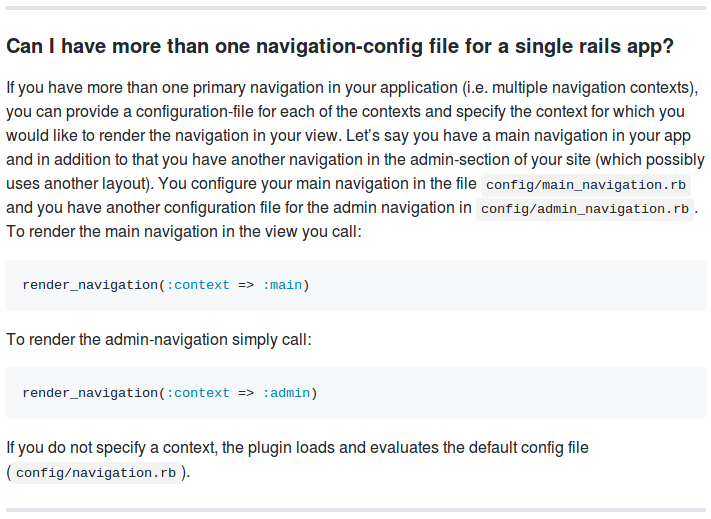 Can I have more than one navigation-config file for a single rails app?
If you have more than one primary navigation in your application (i.e. multiple navigation contexts),
you can provide a configuration-file for each of the contexts and specify the context for which you
would like to render the navigation in your view. Let’s say you have a main navigation in your app
and in addition to that you have another navigation in the admin-section of your site (which possibly
uses another layout). You configure your main navigation in the file config/main_navigation.rb
and you have another configuration file for the admin navigation in config/admin_navigation.rb .
To render the main navigation in the view you call:
render_navigation(:context => :main)
To render the admin-navigation simply call:
render_navigation(:context => :admin)
If you do not specify a context, the plugin loads and evaluates the default config file
( config/navigation.rb ).